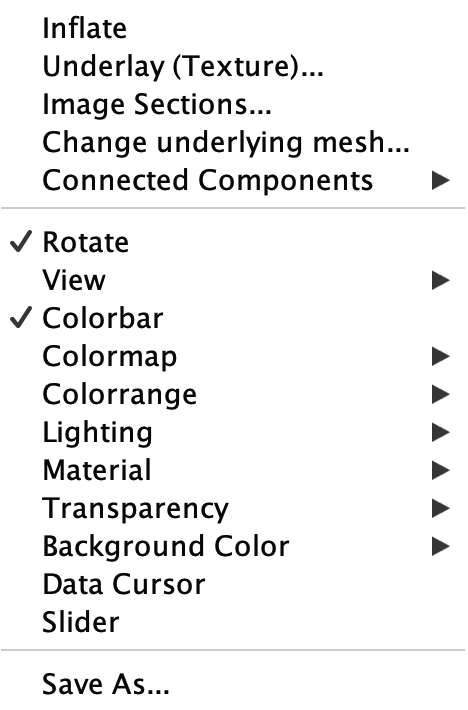 Inflate
Underlay (Texture)...
Image Sections...
Change underlying mesh...
Connected Components
Rotate
View
Colorbar
Colormap
Colorrange
Lighting
Material
Transparency
Background Color
Data Cursor
Slider
Save As...